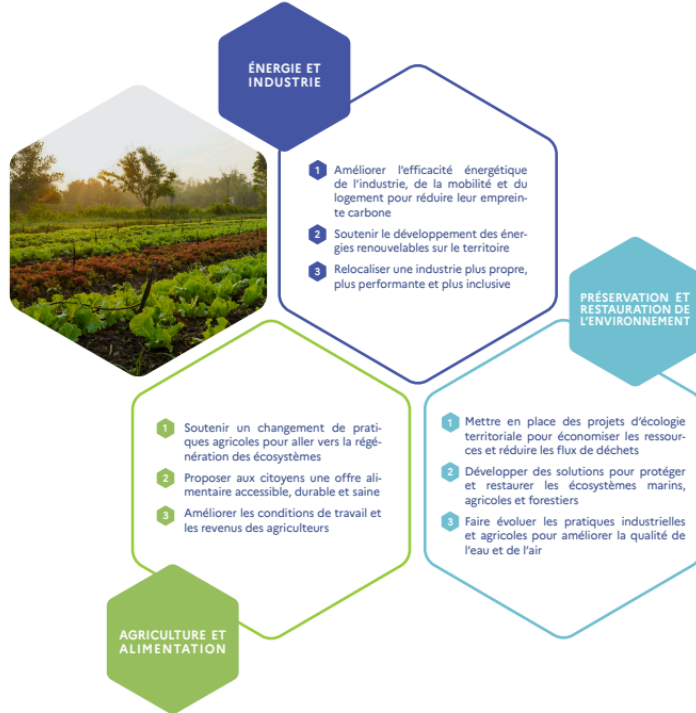 ÉNERGIE ET
INDUSTRIE
1 Améliorer l'efficacité énergétique
de l'industrie, de la mobilité et du
logement pour réduire leur emprein-
te carbone
2 Soutenir le développement des éner-
gies renouvelables sur le territoire
3 Relocaliser une industrie plus propre,
plus performante et plus inclusive
PRÉSERVATION ET
RESTAURATION DE
L'ENVIRONNEMENT
1 Mettre en place des projets d'écologie
territoriale pour économiser les ressour-
ces et réduire les flux de déchets
2 Développer des solutions pour protéger
et restaurer les écosystèmes marins,
agricoles et forestiers
3 Faire évoluer les pratiques industrielles
et agricoles pour améliorer la qualité de
l'eau et de l'air
1 Soutenir un changement de prati-
ques agricoles pour aller vers la régé-
nération des écosystèmes
2 Proposer aux citoyens une offre ali-
mentaire accessible, durable et saine
3 Améliorer les conditions de travail et
les revenus des agriculteurs
AGRICULTURE ET
ALIMENTATION